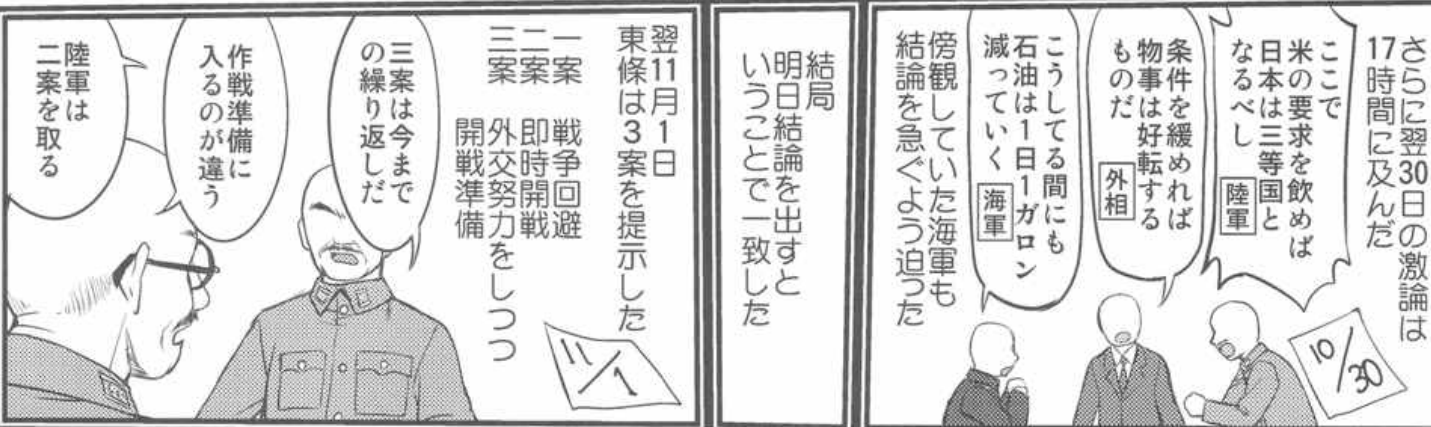 さらに翌30日の激論は
17時間に及んだ
ここで
米の要求を飲めば
日本は三等国と
なるべし
陸軍
条件を緩めれば
物事は好転する
ものだ
外相
こうしてる間にも
石油は1日1ガロン
減っていく
海軍
傍観していた海軍も
結論を急ぐよう迫った
10/30
結局
明日結論を出すと
いうことで一致した
翌11月1日
東條は3案を提示した
一案 戦争回避
二案 即時開戦
三案 外交努力をしつつ
開戦準備
11/1
三案は今まで
の繰り返しだ
作戦準備に
入るのが違う
陸軍は
二案を取る